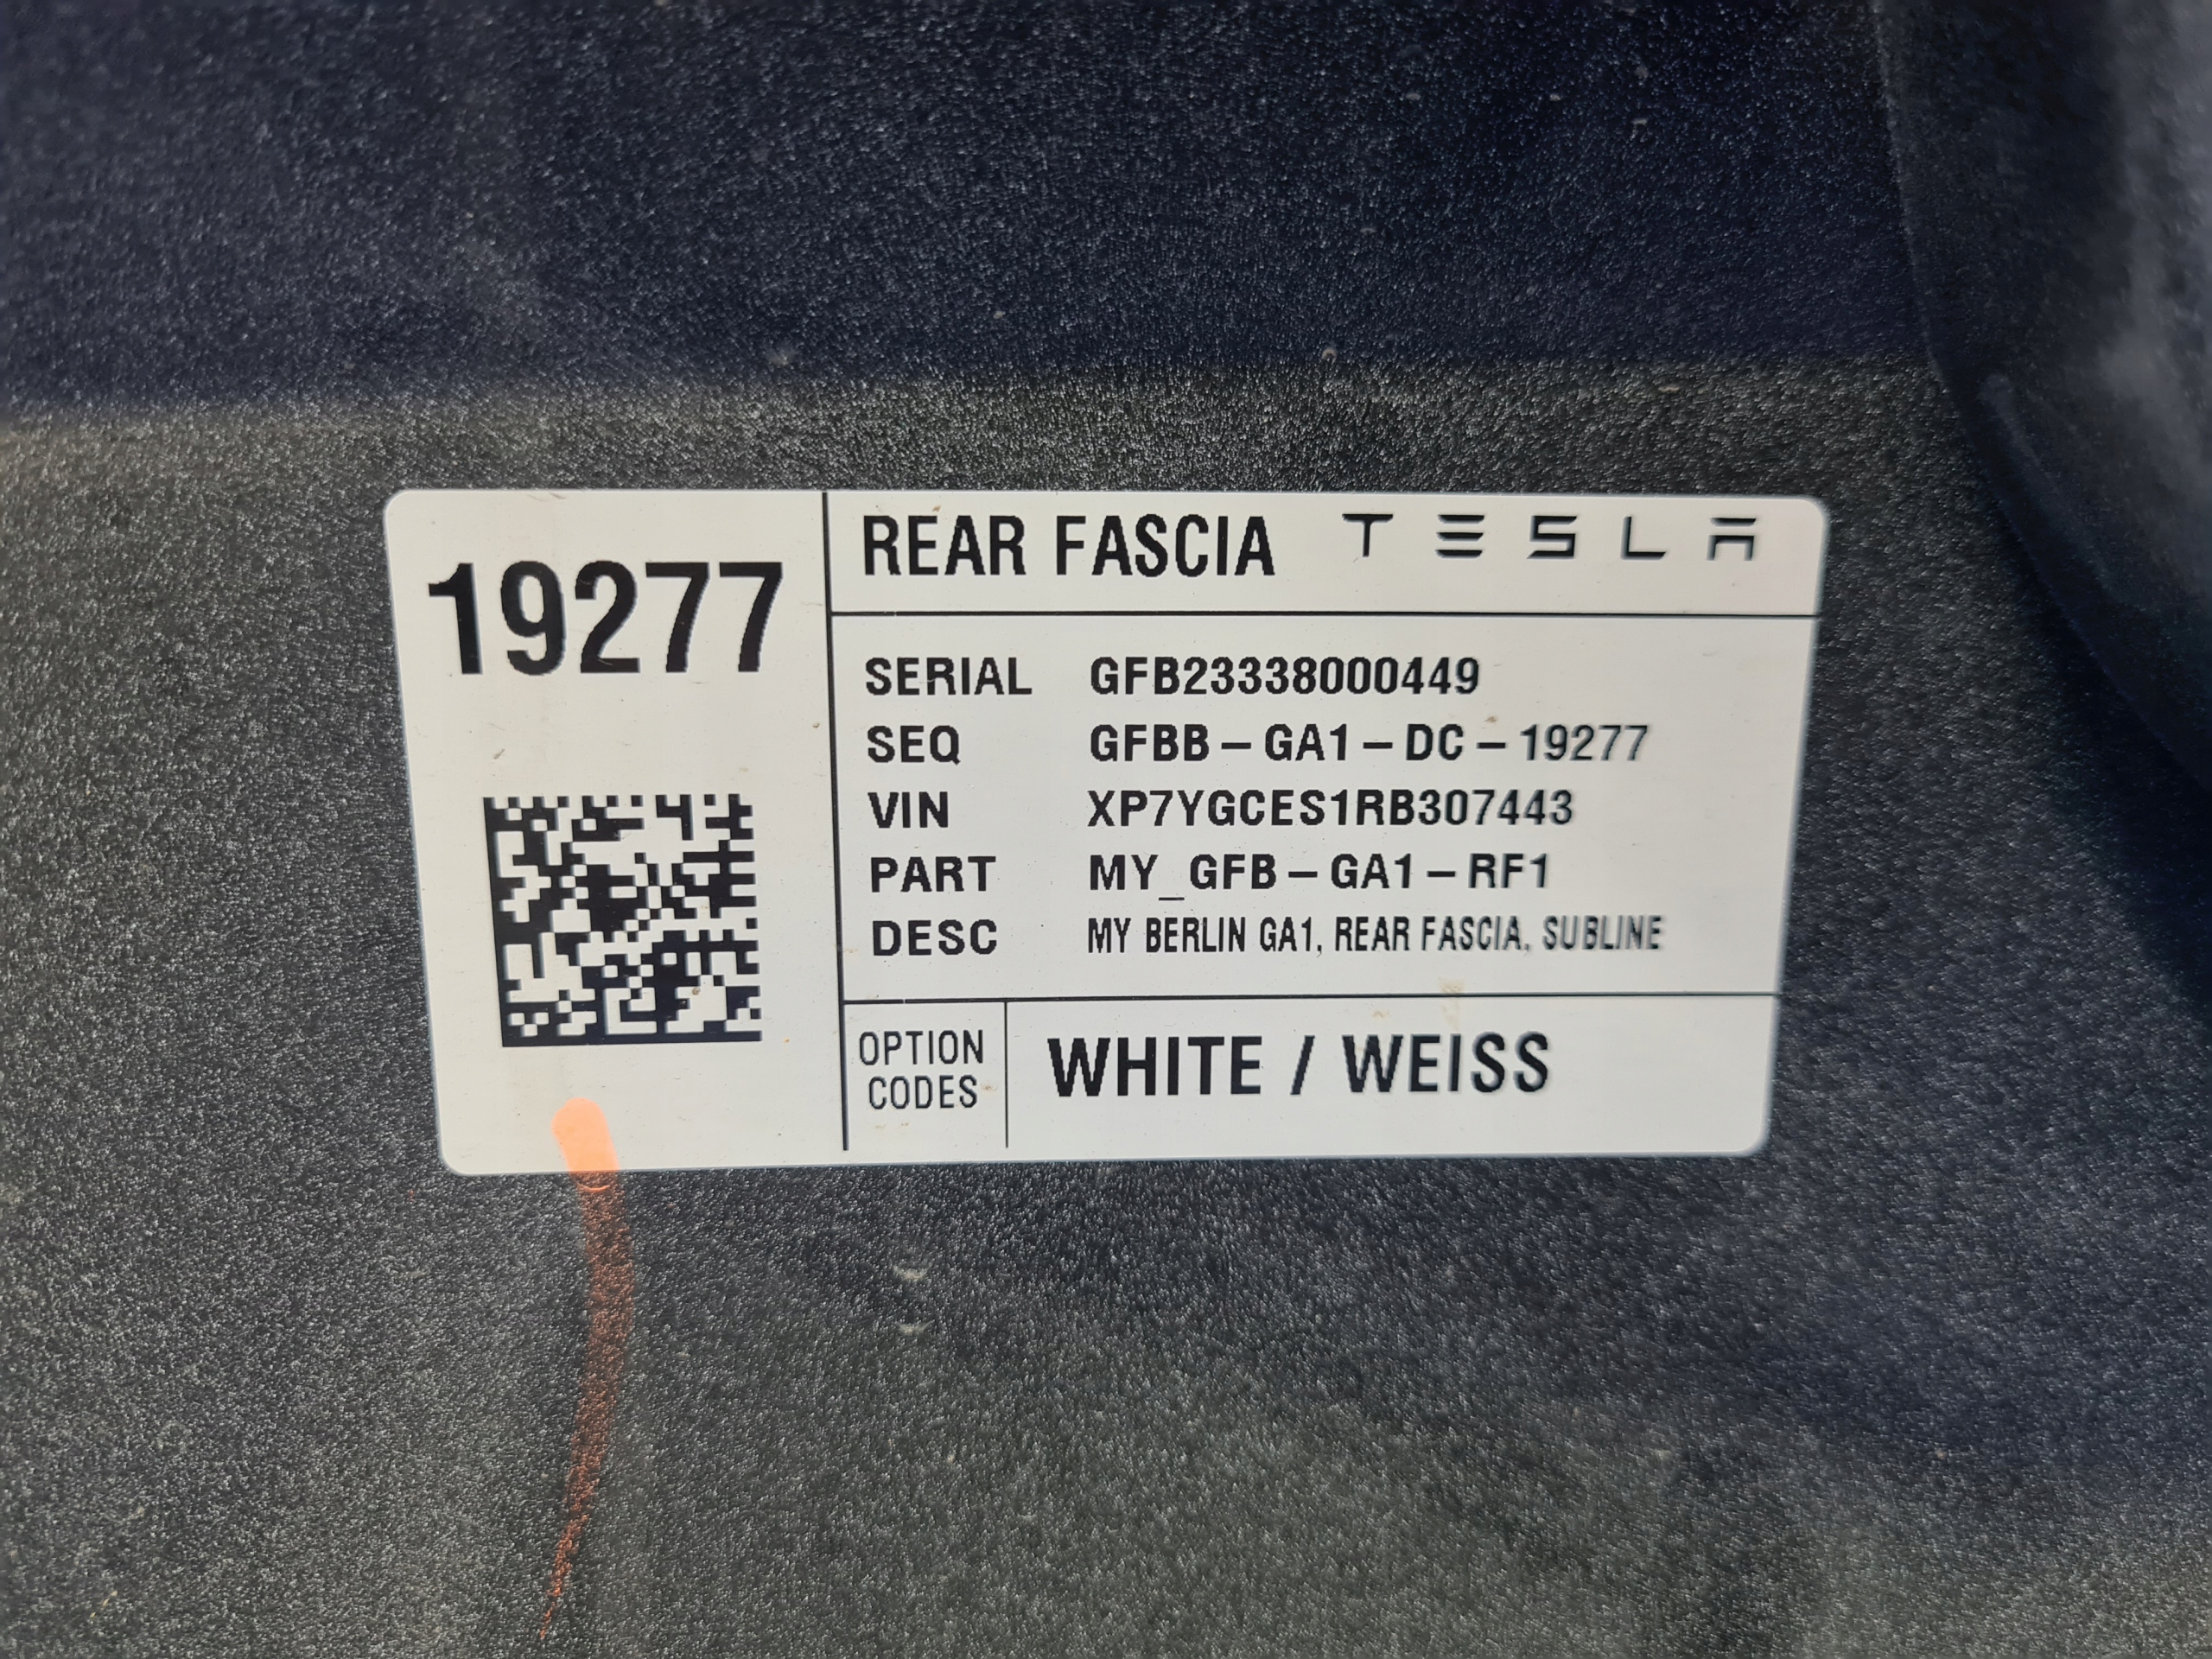 19277
REAR FASCIA TESLA
SERIAL GFB23338000449
SEQ GFBB-GA1-DC-19277
VIN XP7YGCES1RB307443
PART MY_GFB-GA1-RF1
DESC MY BERLIN GA1, REAR FASCIA, SUBLINE
OPTION CODES WHITE / WEISS